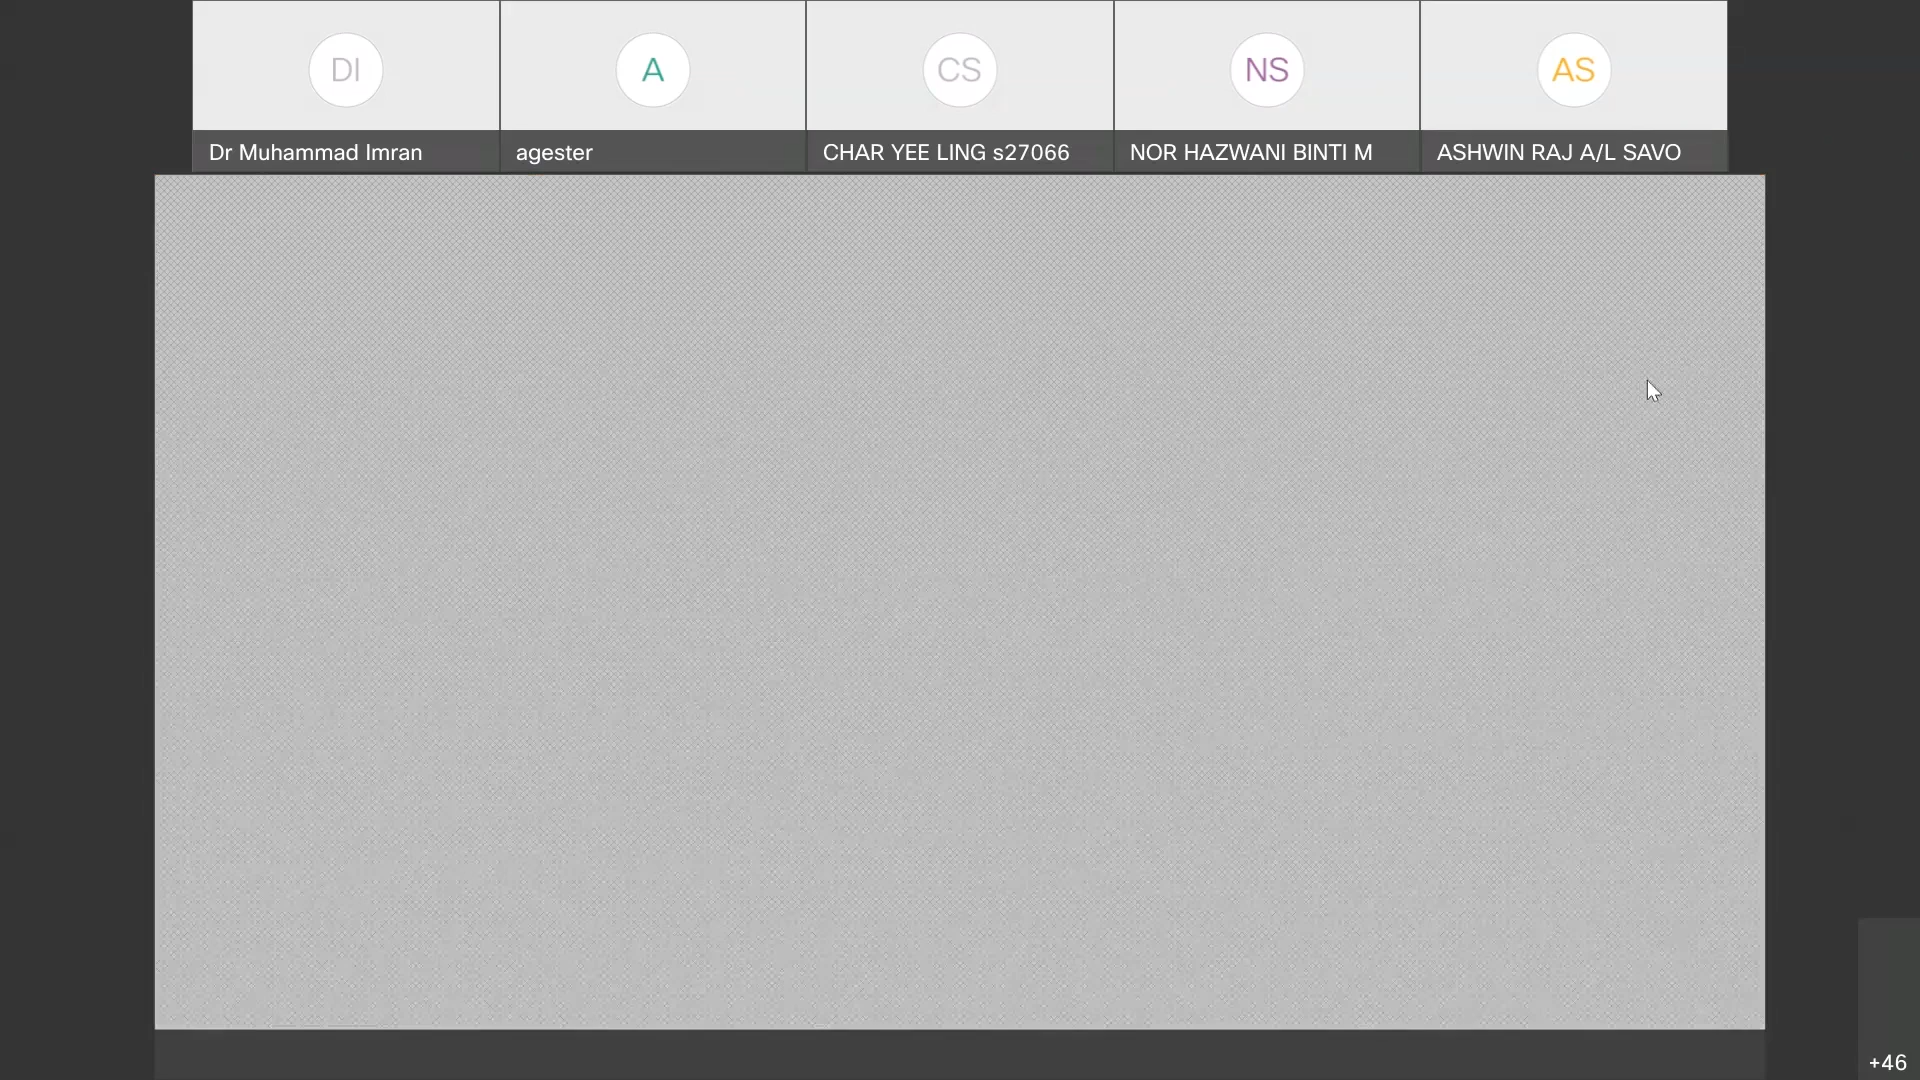 DI
A
CS
NS
AS
Dr Muhammad Imran
agester
CHAR YEE LING s27066
NOR HAZWANI BINTI M
ASHWIN RAJ A/L SAVO
+46